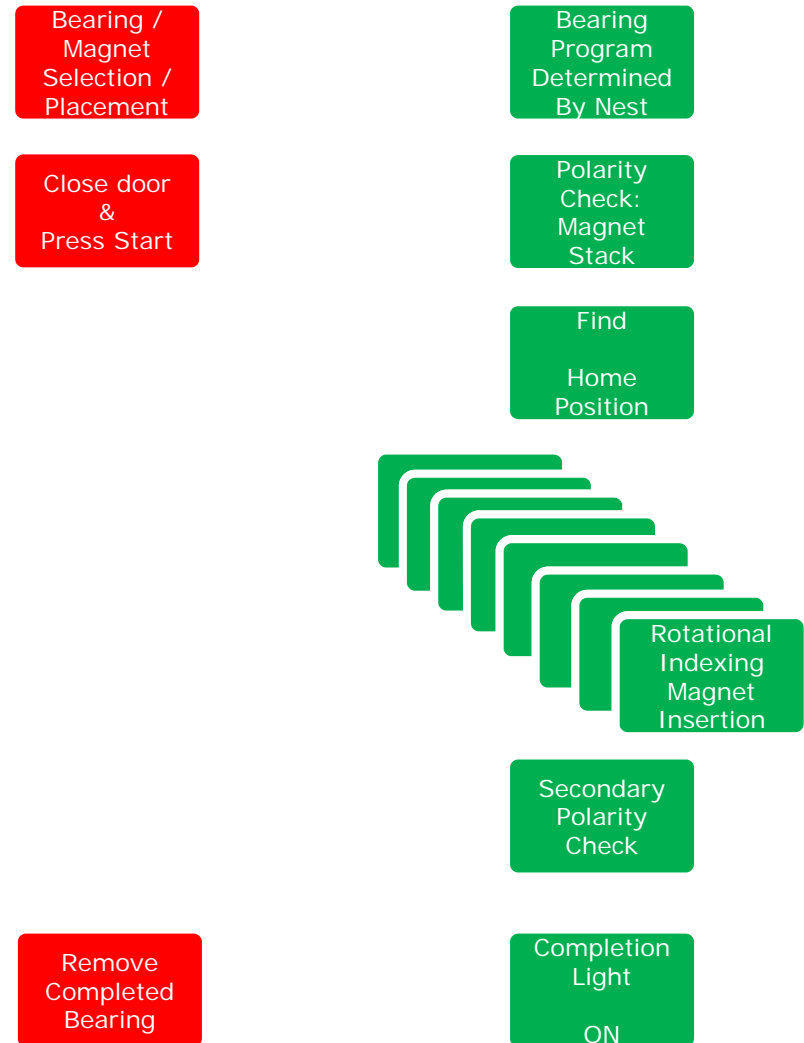 Bearing /
Magnet
Selection /
Placement
Bearing
Program
Determined
By Nest
Close door
&
Press Start
Polarity
Check:
Magnet
Stack
Find
Home
Position
Rotational
Indexing
Magnet
Insertion
Secondary
Polarity
Check
Remove
Completed
Bearing
Completion
Light
ON